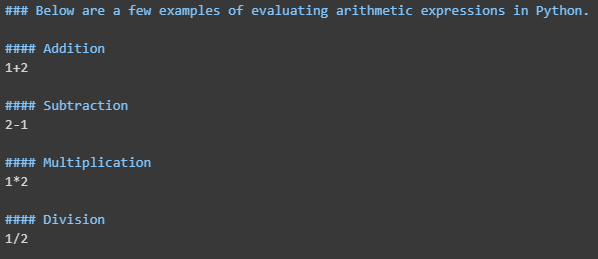 ### Below are a few examples of evaluating arithmetic expressions in Python.
#### Addition
1+2
#### Subtraction
2-1
#### Multiplication
1*2
#### Division
1/2